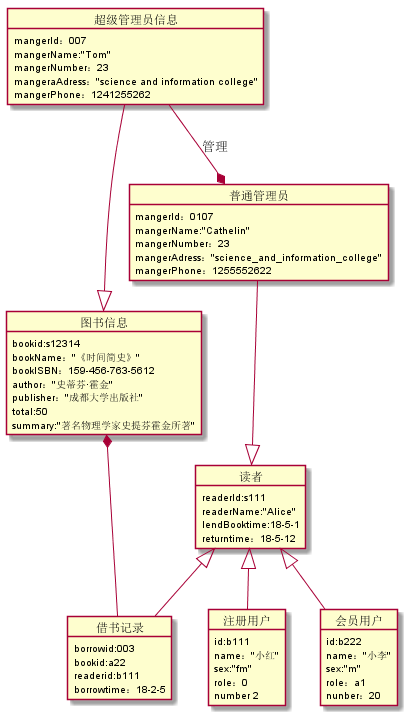 超级管理员信息
mangerId：007
mangerName:"Tom"
mangerNumber：23
mangeraAdress："science and information college"
mangerPhone：1241255262
管理
普通管理员
mangerId：0107
mangerName:"Cathelin"
mangerNumber：23
mangerAdress："science_and_information_college"
mangerPhone：1255552622
图书信息
bookid:s12314
bookName："《时间简史》"
bookISBN：159-456-763-5612
author："史蒂芬·霍金"
publisher："成都大学出版社"
total:50
summary:"著名物理学家史提芬霍金所著"
读者
readerId:s111
readerName:"Alice"
lendBooktime:18-5-1
returntime：18-5-12
借书记录
borrowid:003
bookid:a22
readerid:b111
borrowtime：18-2-5
注册用户
id:b111
name："小红"
sex:"fm"
role：0
number 2
会员用户
id:b222
name："小李"
sex:"m"
role：a1
nunber：20